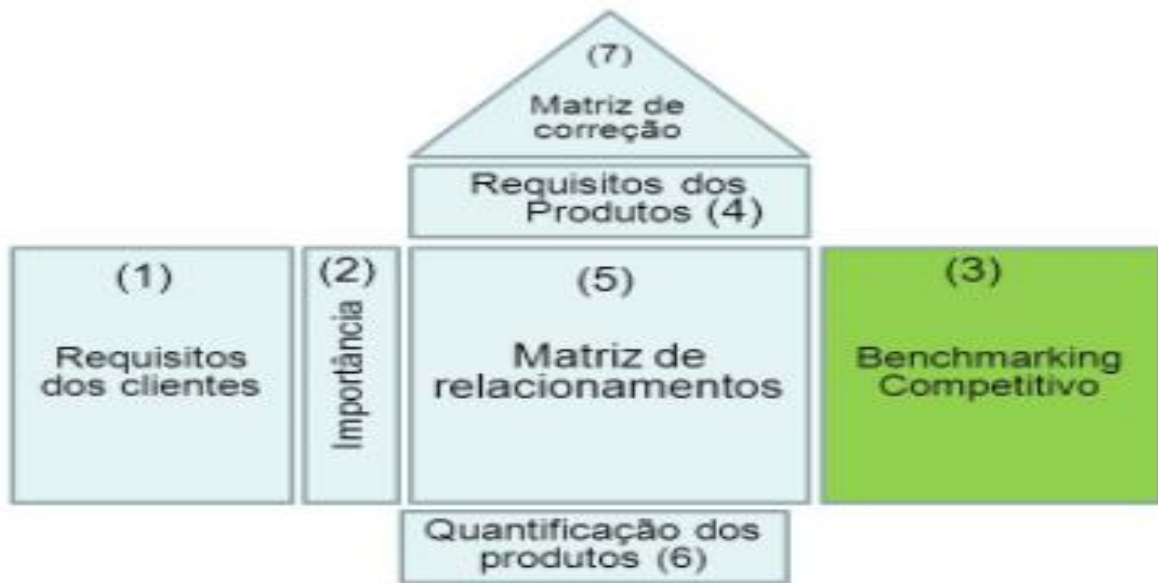 (7)
Matriz de
correção
Requisitos dos
Produtos (4)
(1)
Requisitos
dos clientes
(2)
Importância
(5)
Matriz de
relacionamentos
(3)
Benchmarking
Competitivo
Quantificação dos
produtos (6)